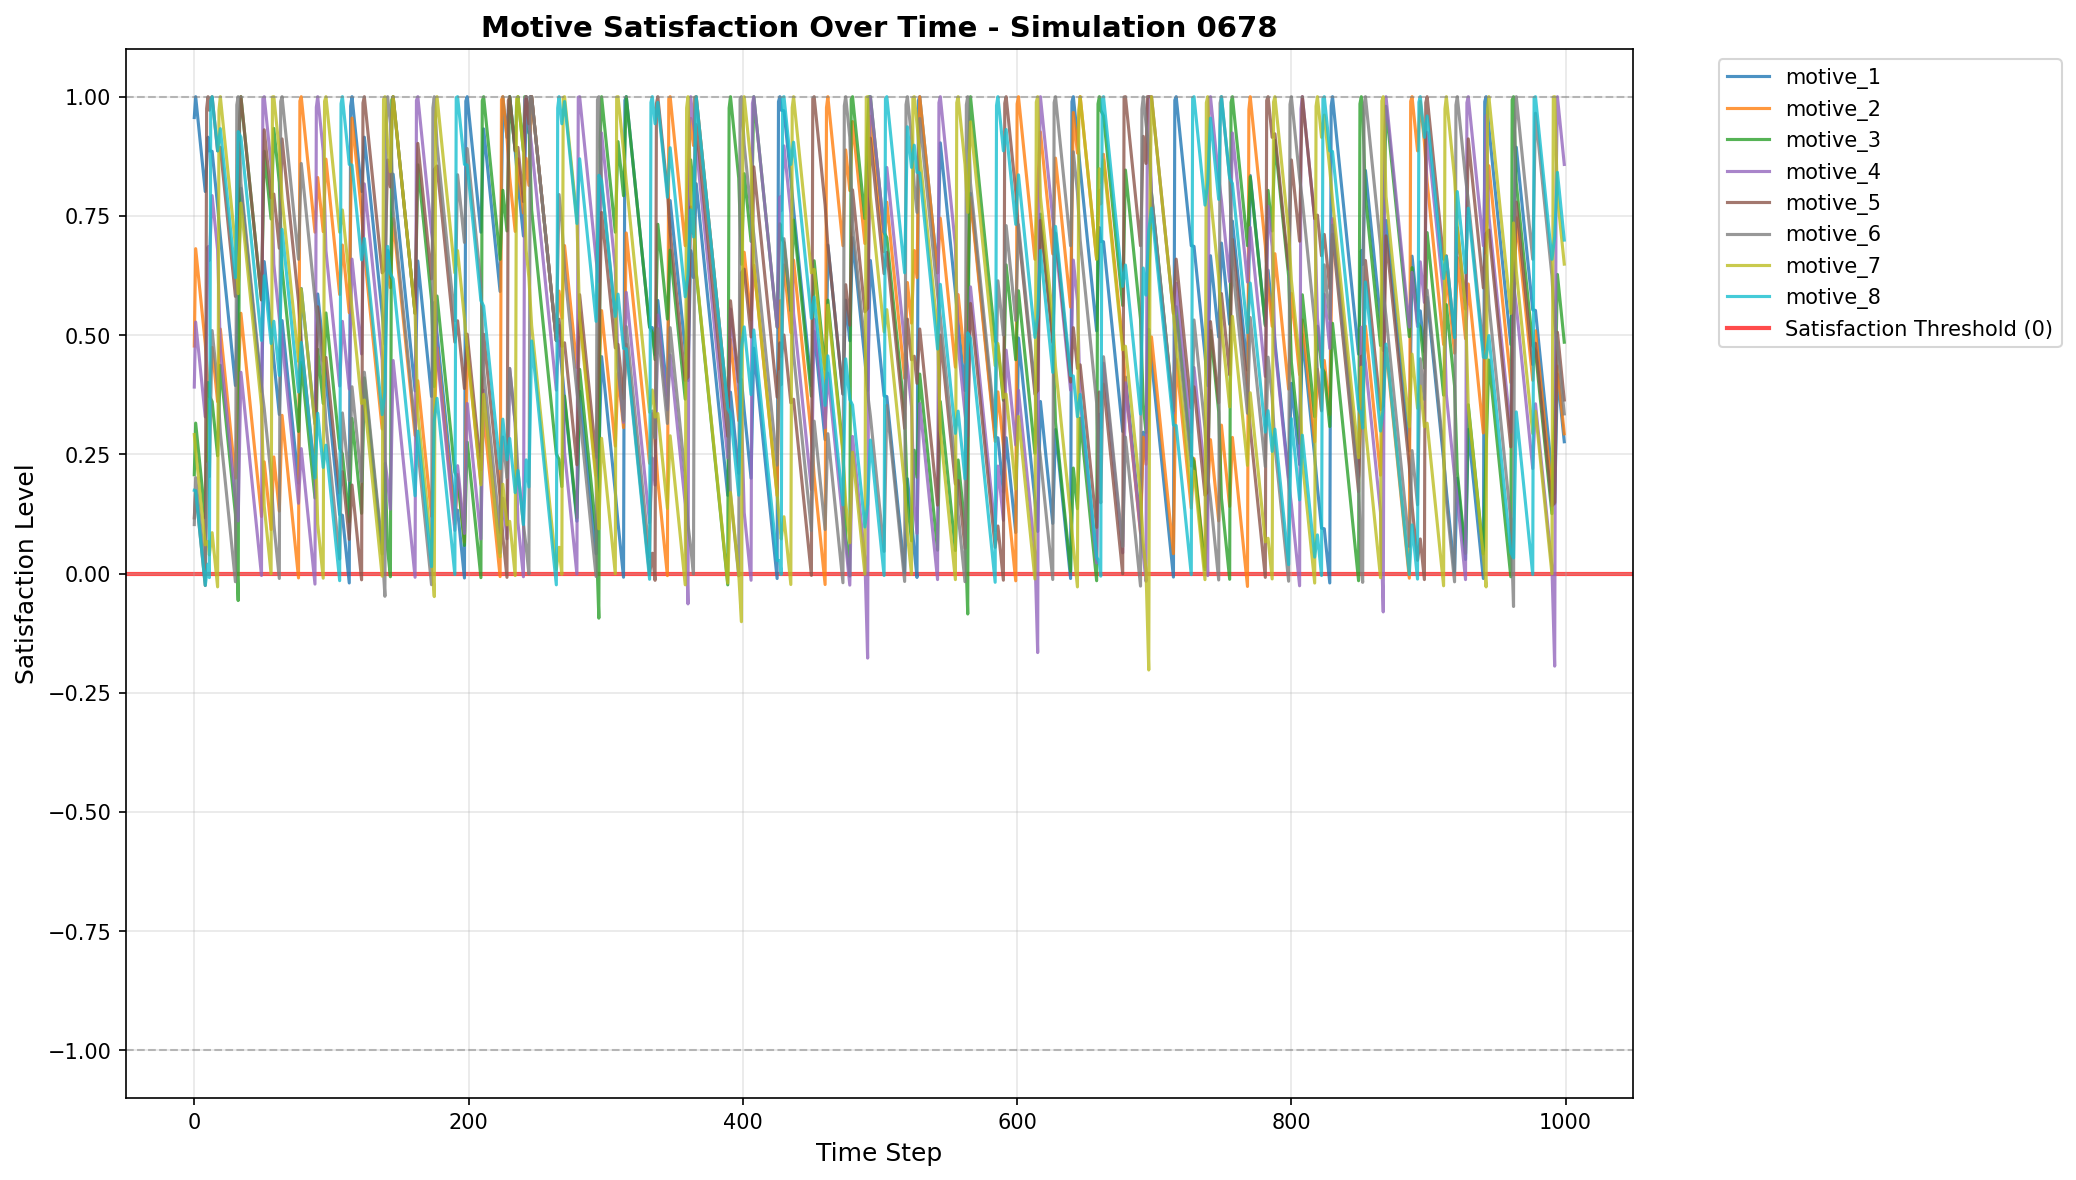 Motive Satisfaction Over Time - Simulation 0678
Satisfaction Level
1.00
0.75
0.50
0.25
0.00
−0.25
−0.50
−0.75
−1.00
0
200
400
600
800
1000
Time Step
motive_1
motive_2
motive_3
motive_4
motive_5
motive_6
motive_7
motive_8
Satisfaction Threshold (0)